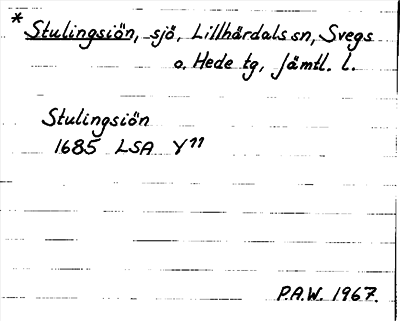 * Stulingsiön, sjö, Lillhärdals sn, Svegs
o. Hede tg, Jämtl. l.
Stulingsiön
1685 LSA Y¹¹
P.A.W. 1967.